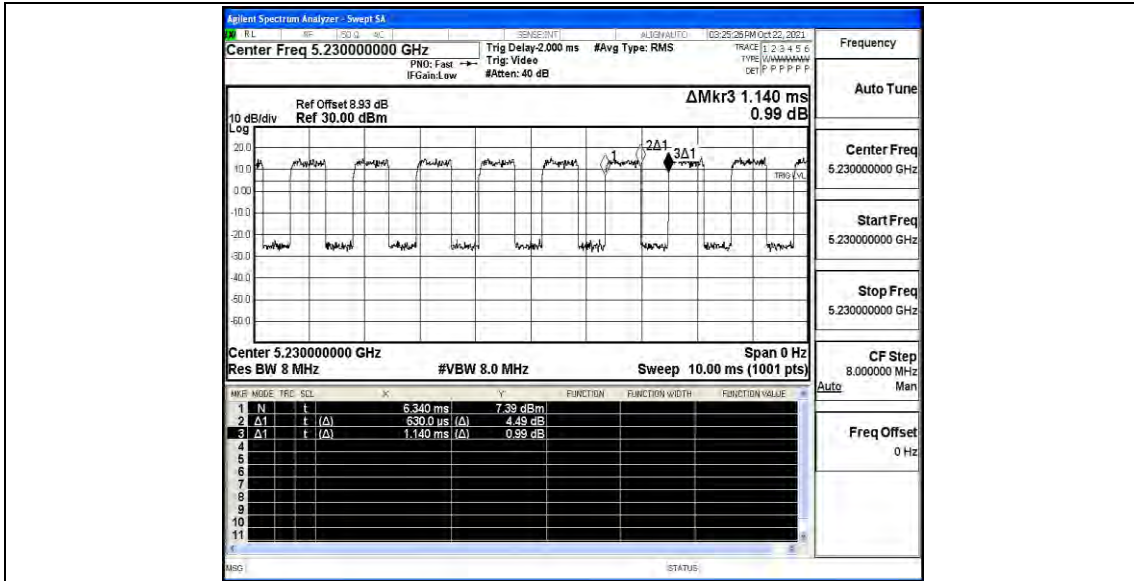 Agilent Spectrum Analyzer - Swept SA
RL RF 50 Ω AC SENSE:INT ALIGNAUTO 03:25:26 PM Oct 22, 2021
Center Freq 5.230000000 GHz Trig Delay-2.000 ms #Avg Type: RMS TRACE 1 2 3 4 5 6
PNO: Fast Trig: Video TYPE
IFGain:Low #Atten: 40 dB DET P P P P P P
Frequency
Auto Tune
Center Freq
5.230000000 GHz
Start Freq
5.230000000 GHz
Stop Freq
5.230000000 GHz
CF Step
8.000000 MHz
Auto Man
Freq Offset
0 Hz
ΔMkr3 1.140 ms
0.99 dB
Ref Offset 8.93 dB
10 dB/div Ref 30.00 dBm
Log
20.0
10.0
0.00
-10.0
-20.0
-30.0
-40.0
-50.0
-60.0
1 2Δ1 3Δ1
TRIG LVL
Center 5.230000000 GHz Span 0 Hz
Res BW 8 MHz #VBW 8.0 MHz Sweep 10.00 ms (1001 pts)
MKR MODE TRC SCL X Y FUNCTION FUNCTION WIDTH FUNCTION VALUE
1 N t 6.340 ms 7.39 dBm
2 Δ1 t (Δ) 630.0 us (Δ) 4.49 dB
3 Δ1 t (Δ) 1.140 ms (Δ) 0.99 dB
4
5
6
7
8
9
10
11
MSG STATUS